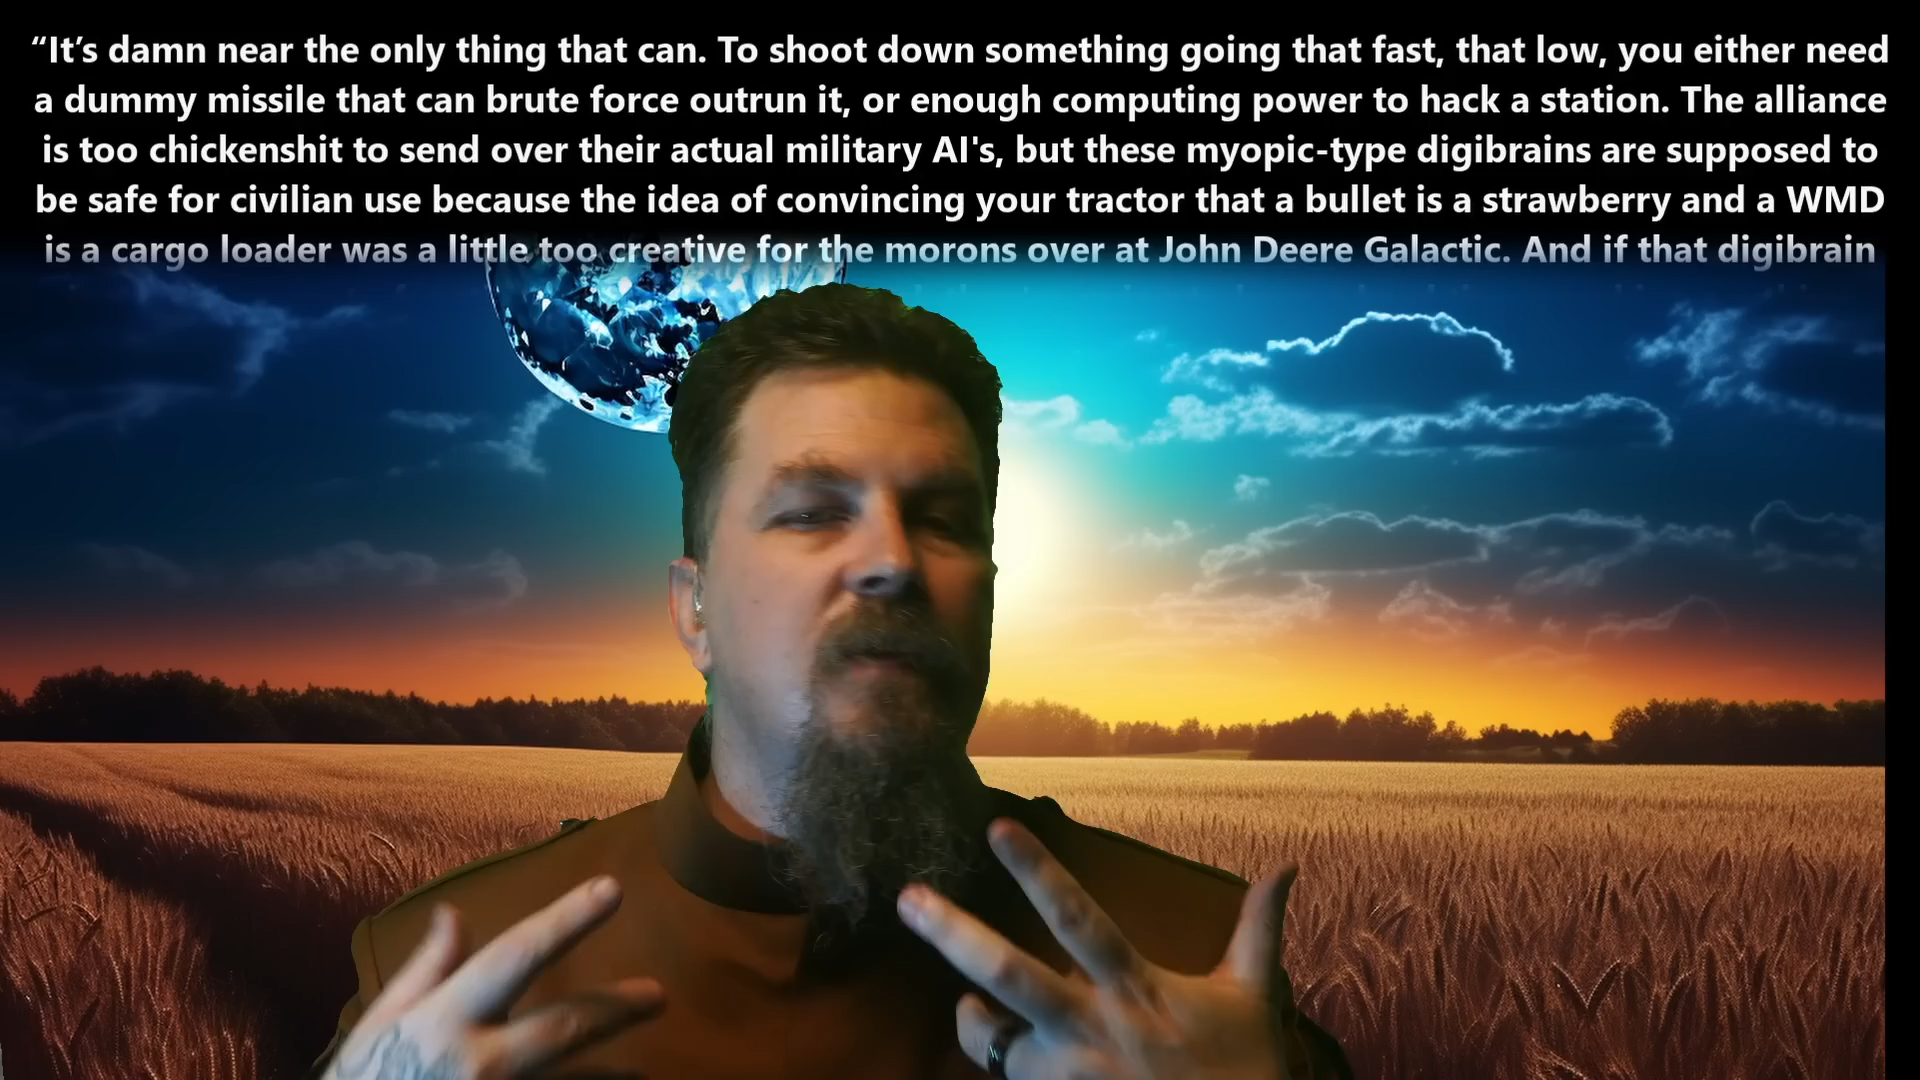 “It’s damn near the only thing that can. To shoot down something going that fast, that low, you either need
a dummy missile that can brute force outrun it, or enough computing power to hack a station. The alliance
is too chickenshit to send over their actual military AI's, but these myopic-type digibrains are supposed to
be safe for civilian use because the idea of convincing your tractor that a bullet is a strawberry and a WMD
is a cargo loader was a little too creative for the morons over at John Deere Galactic. And if that digibrain